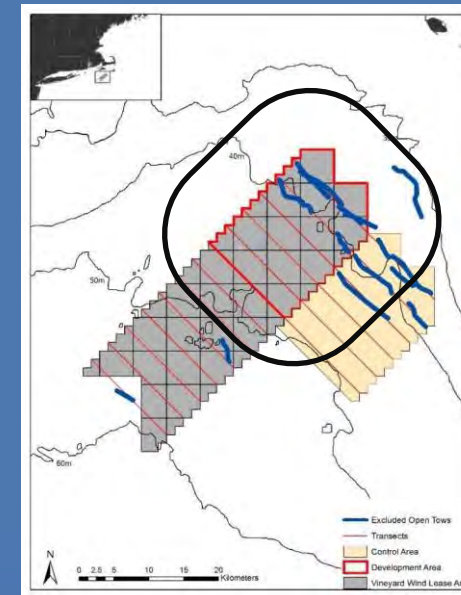 40m
50m
60m
N
0 2.5 5 10 15 20
Kilometers
Excluded Open Tows
Transects
Control Area
Development Area
Vineyard Wind Lease Are